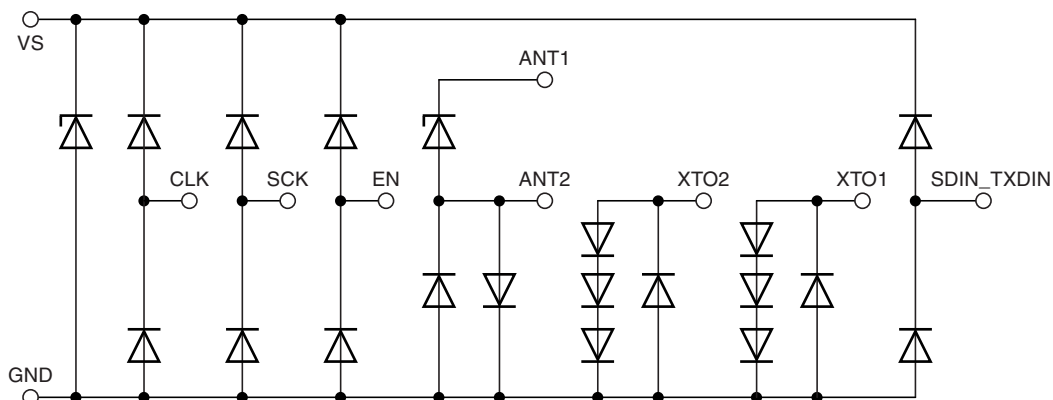 VS
ANT1
CLK
SCK
EN
ANT2
XTO2
XTO1
SDIN_TXDIN
GND